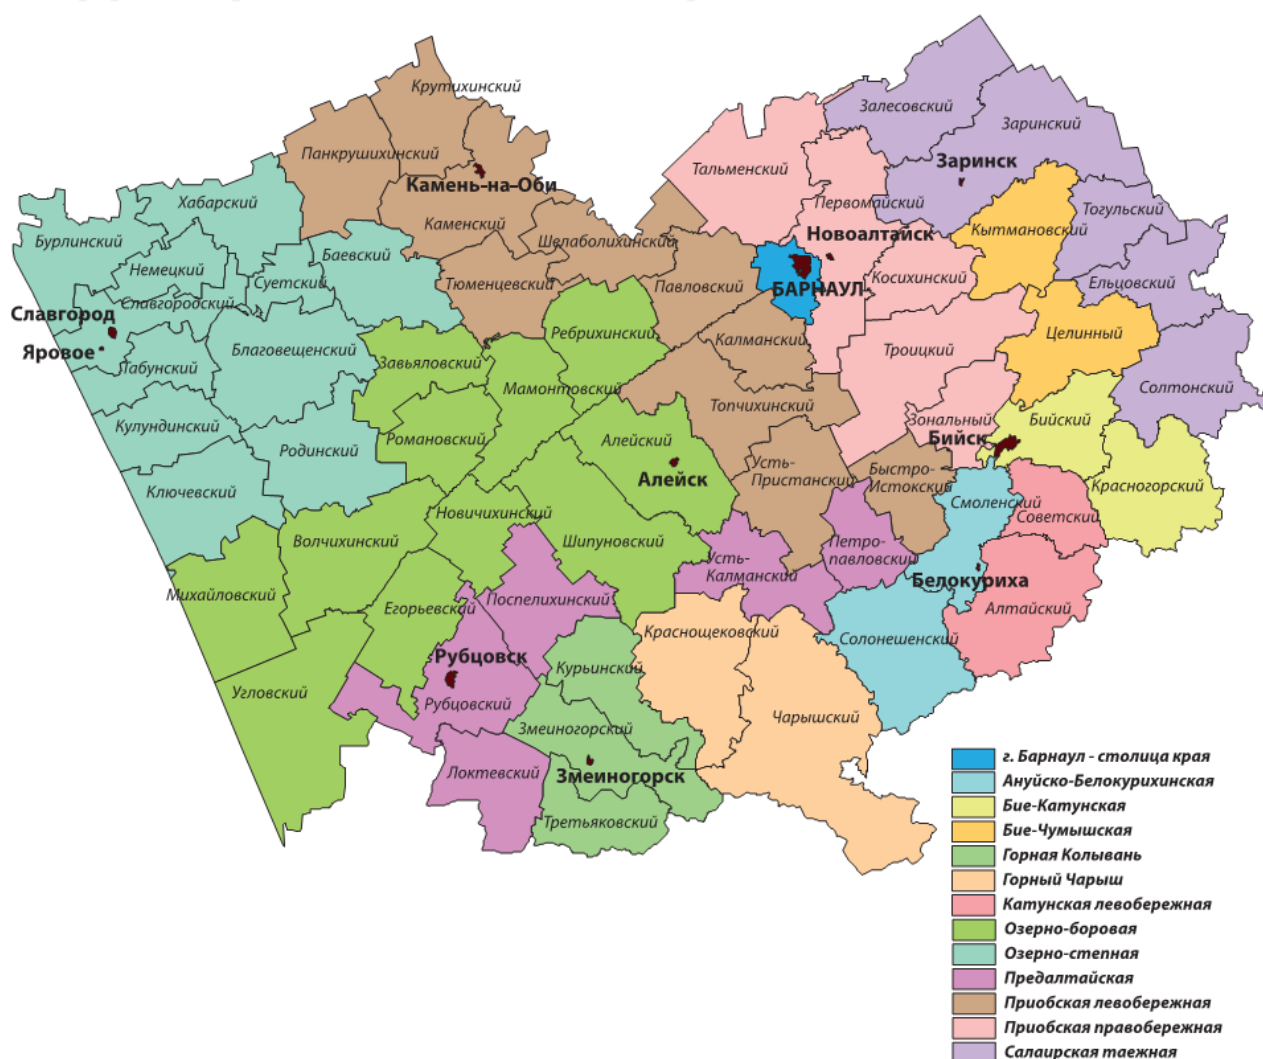 Крутихинский
Залесовский
Заринский
Панкрушихинский
Заринск
Тальменский
Камень-на-Оби
Хабарский
Первомайский
Тогульский
Каменский
Кытмановский
Новоалтайск
Бурлинский
Шелаболихинский
Баевский
Немецкий
Косихинский
Ельцовский
Суетский
Тюменцевский
Павловский
БАРНАУЛ
Славгородский
Славгород
Ребрихинский
Целинный
Калманский
Яровое
Благовещенский
Троицкий
Табунский
Завьяловский
Мамонтовский
Солтонский
Топчихинский
Кулундинский
Зональный
Бийский
Романовский
Алейский
Бийск
Родинский
Усть-
Пристанский
Быстро-
Истокский
Алейск
Красногорский
Ключевский
Смоленский
Новичихинский
Советский
Волчихинский
Шипуновский
Петро-
павловский
Усть-
Калманский
Белокуриха
Михайловский
Поспелихинский
Егорьевский
Алтайский
Краснощековский
Солонешенский
Рубцовск
Курьинский
Угловский
Рубцовский
Чарышский
Змеиногорский
Локтевский
Змеиногорск
Третьяковский
г. Барнаул - столица края
Ануйско-Белокурихинская
Бие-Катунская
Бие-Чумышская
Горная Колывань
Горный Чарыш
Катунская левобережная
Озерно-боровая
Озерно-степная
Предалтайская
Приобская левобережная
Приобская правобережная
Салаирская таежная